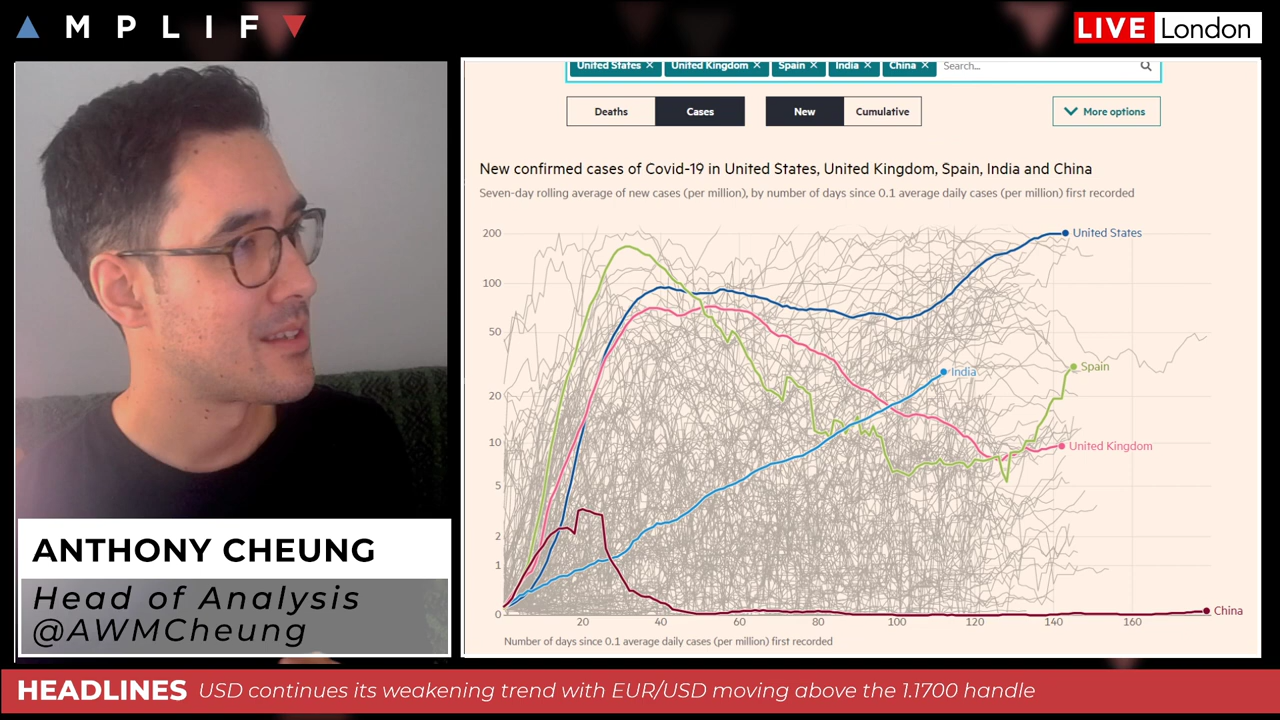 AMPLIFY
LIVE London
United States × United Kingdom × Spain × India × China × Search...
Deaths Cases New Cumulative More options
New confirmed cases of Covid-19 in United States, United Kingdom, Spain, India and China
Seven-day rolling average of new cases (per million), by number of days since 0.1 average daily cases (per million) first recorded
200
United States
100
50
India
Spain
20
10
United Kingdom
5
2
1
0
China
20 40 60 80 100 120 140 160
Number of days since 0.1 average daily cases (per million) first recorded
ANTHONY CHEUNG
Head of Analysis
@AWMCheung
HEADLINES USD continues its weakening trend with EUR/USD moving above the 1.1700 handle